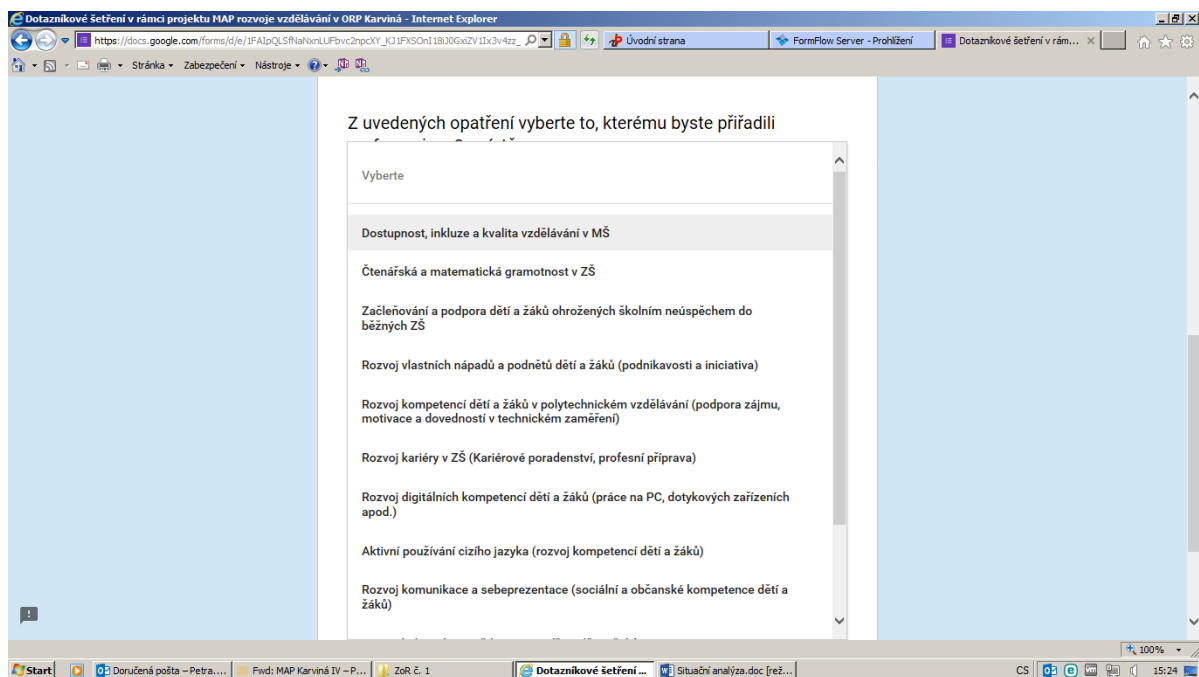 Dotazníkové šetření v rámci projektu MAP rozvoje vzdělávání v ORP Karviná - Internet Explorer
Úvodní strana
FormFlow Server - Prohlížení
Dotazníkové šetření v rám...
Stránka
Zabezpečení
Nástroje
Z uvedených opatření vyberte to, kterému byste přiřadili
Vyberte
Dostupnost, inkluze a kvalita vzdělávání v MŠ
Čtenářská a matematická gramotnost v ZŠ
Začleňování a podpora dětí a žáků ohrožených školním neúspěchem do
běžných ZŠ
Rozvoj vlastních nápadů a podnětů dětí a žáků (podnikavosti a iniciativa)
Rozvoj kompetencí dětí a žáků v polytechnickém vzdělávání (podpora zájmu,
motivace a dovedností v technickém zaměření)
Rozvoj kariéry v ZŠ (Kariérové poradenství, profesní příprava)
Rozvoj digitálních kompetencí dětí a žáků (práce na PC, dotykových zařízeních
apod.)
Aktivní používání cizího jazyka (rozvoj kompetencí dětí a žáků)
Rozvoj komunikace a sebeprezentace (sociální a občanské kompetence dětí a
žáků)
100%
Start
Doručená pošta – Petra....
Fwd: MAP Karviná IV – P...
ZoR č. 1
Dotazníkové šetření ...
Situační analýza.doc [rež...
CS
15:24